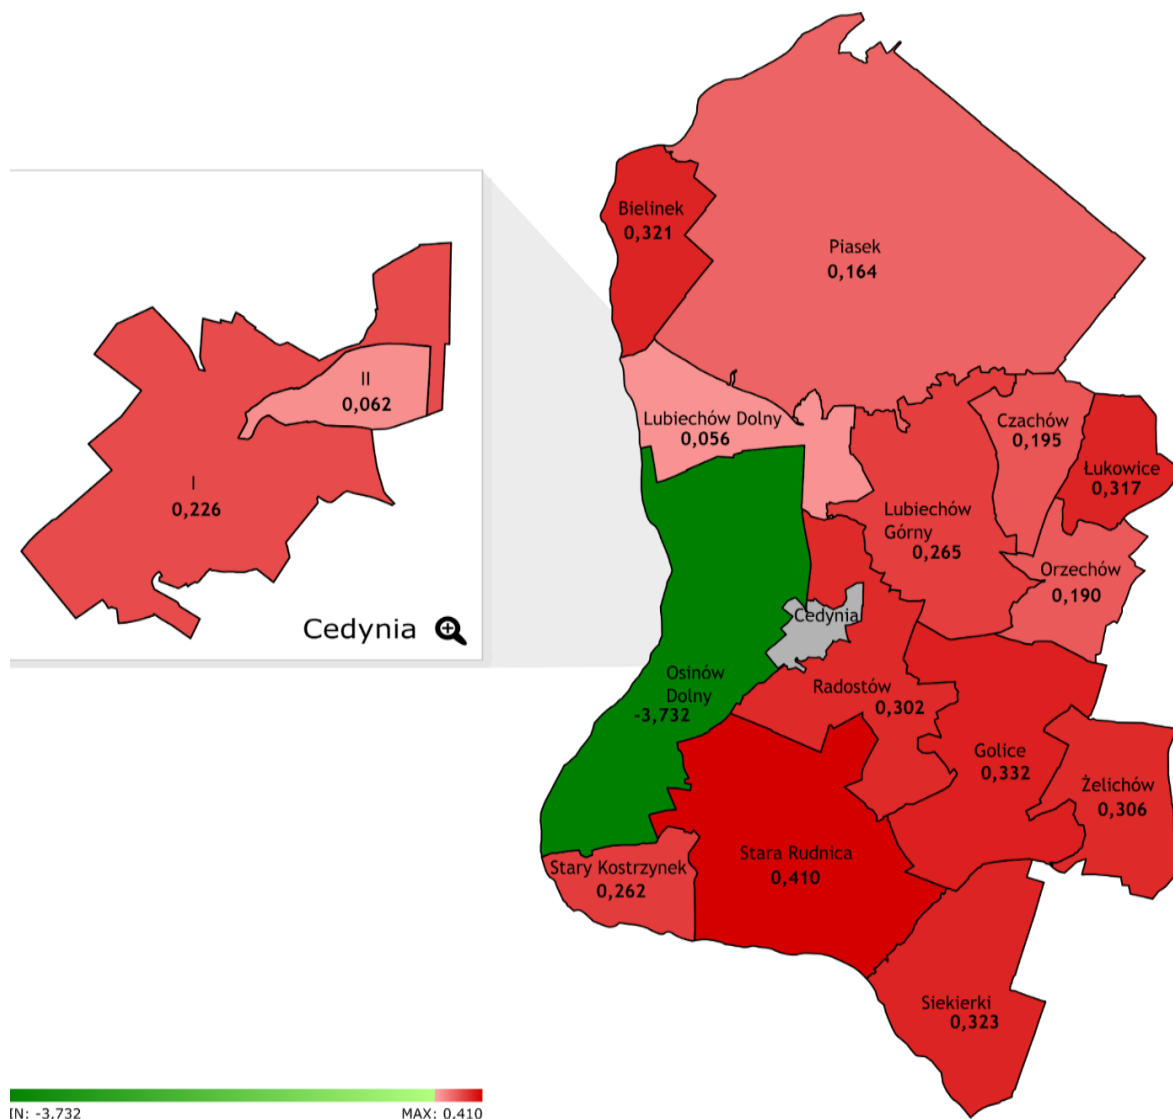 Bielinek
0,321
Piasek
0,164
II
0,062
Lubiechów Dolny
0,056
Czachów
0,195
Łukowice
0,317
I
0,226
Lubiechów
Górny
0,265
Orzechów
0,190
Cedynia
Cedynia
Osinów
Dolny
-3,732
Radostów
0,302
Golice
0,332
Żelichów
0,306
Stary Kostrzynek
0,262
Stara Rudnica
0,410
Siekierki
0,323
IN: -3,732
MAX: 0,410